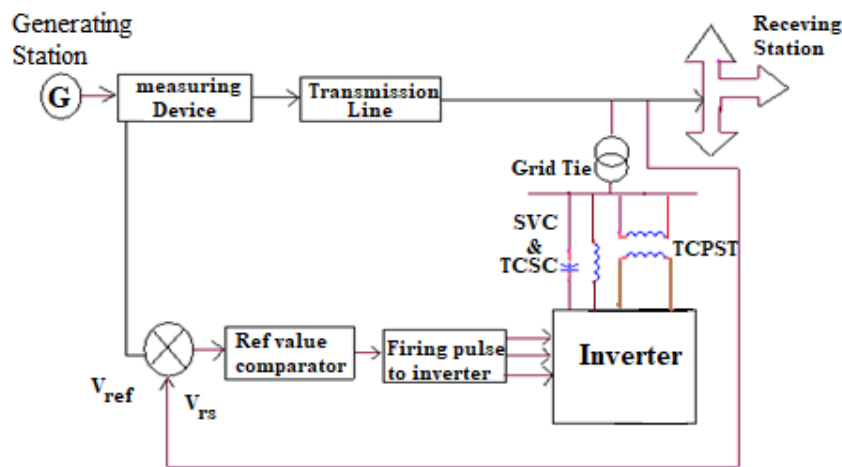 Generating
Station
G
measuring
Device
Transmission
Line
Receving
Station
Grid Tie
SVC
&
TCSC
TCPST
Ref value
comparator
Firing pulse
to inverter
Inverter
Vref
Vrs